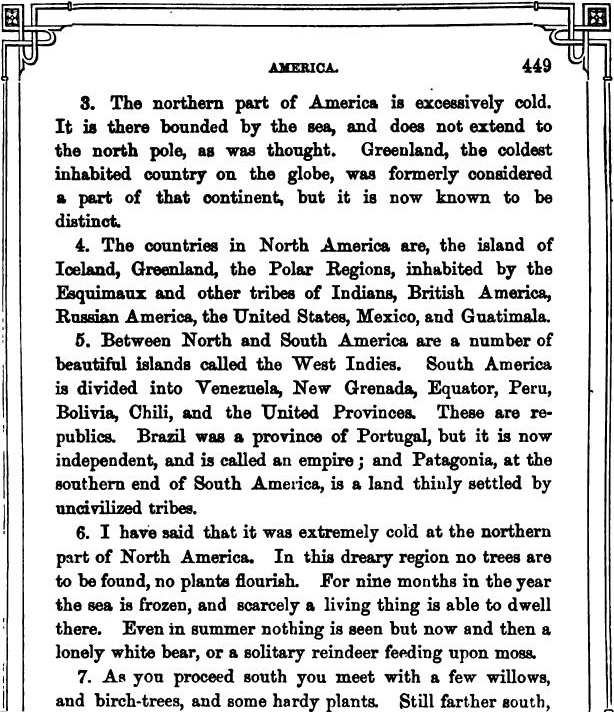 AMERICA. 449
3. The northern part of America is excessively cold.
It is there bounded by the sea, and does not extend to
the north pole, as was thought. Greenland, the coldest
inhabited country on the globe, was formerly considered
a part of that continent, but it is now known to be
distinct.
4. The countries in North America are, the island of
Iceland, Greenland, the Polar Regions, inhabited by the
Esquimaux and other tribes of Indians, British America,
Russian America, the United States, Mexico, and Guatimala.
5. Between North and South America are a number of
beautiful islands called the West Indies. South America
is divided into Venezuela, New Grenada, Equator, Peru,
Bolivia, Chili, and the United Provinces. These are re-
publics. Brazil was a province of Portugal, but it is now
independent, and is called an empire; and Patagonia, at the
southern end of South America, is a land thinly settled by
uncivilized tribes.
6. I have said that it was extremely cold at the northern
part of North America. In this dreary region no trees are
to be found, no plants flourish. For nine months in the year
the sea is frozen, and scarcely a living thing is able to dwell
there. Even in summer nothing is seen but now and then a
lonely white bear, or a solitary reindeer feeding upon moss.
7. As you proceed south you meet with a few willows,
and birch-trees, and some hardy plants. Still farther south,